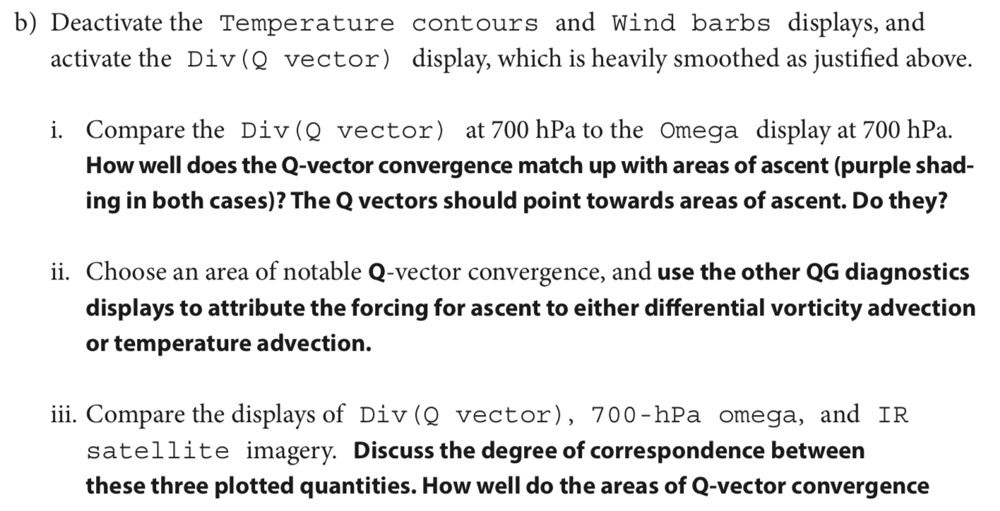 b) Deactivate the Temperature contours and Wind barbs displays, and
activate the Div(Q vector) display, which is heavily smoothed as justified above.
i. Compare the Div(Q vector) at 700 hPa to the Omega display at 700 hPa.
How well does the Q-vector convergence match up with areas of ascent (purple shad-
ing in both cases)? The Q vectors should point towards areas of ascent. Do they?
ii. Choose an area of notable Q-vector convergence, and use the other QG diagnostics
displays to attribute the forcing for ascent to either differential vorticity advection
or temperature advection.
iii. Compare the displays of Div(Q vector), 700-hPa omega, and IR
satellite imagery. Discuss the degree of correspondence between
these three plotted quantities. How well do the areas of Q-vector convergence